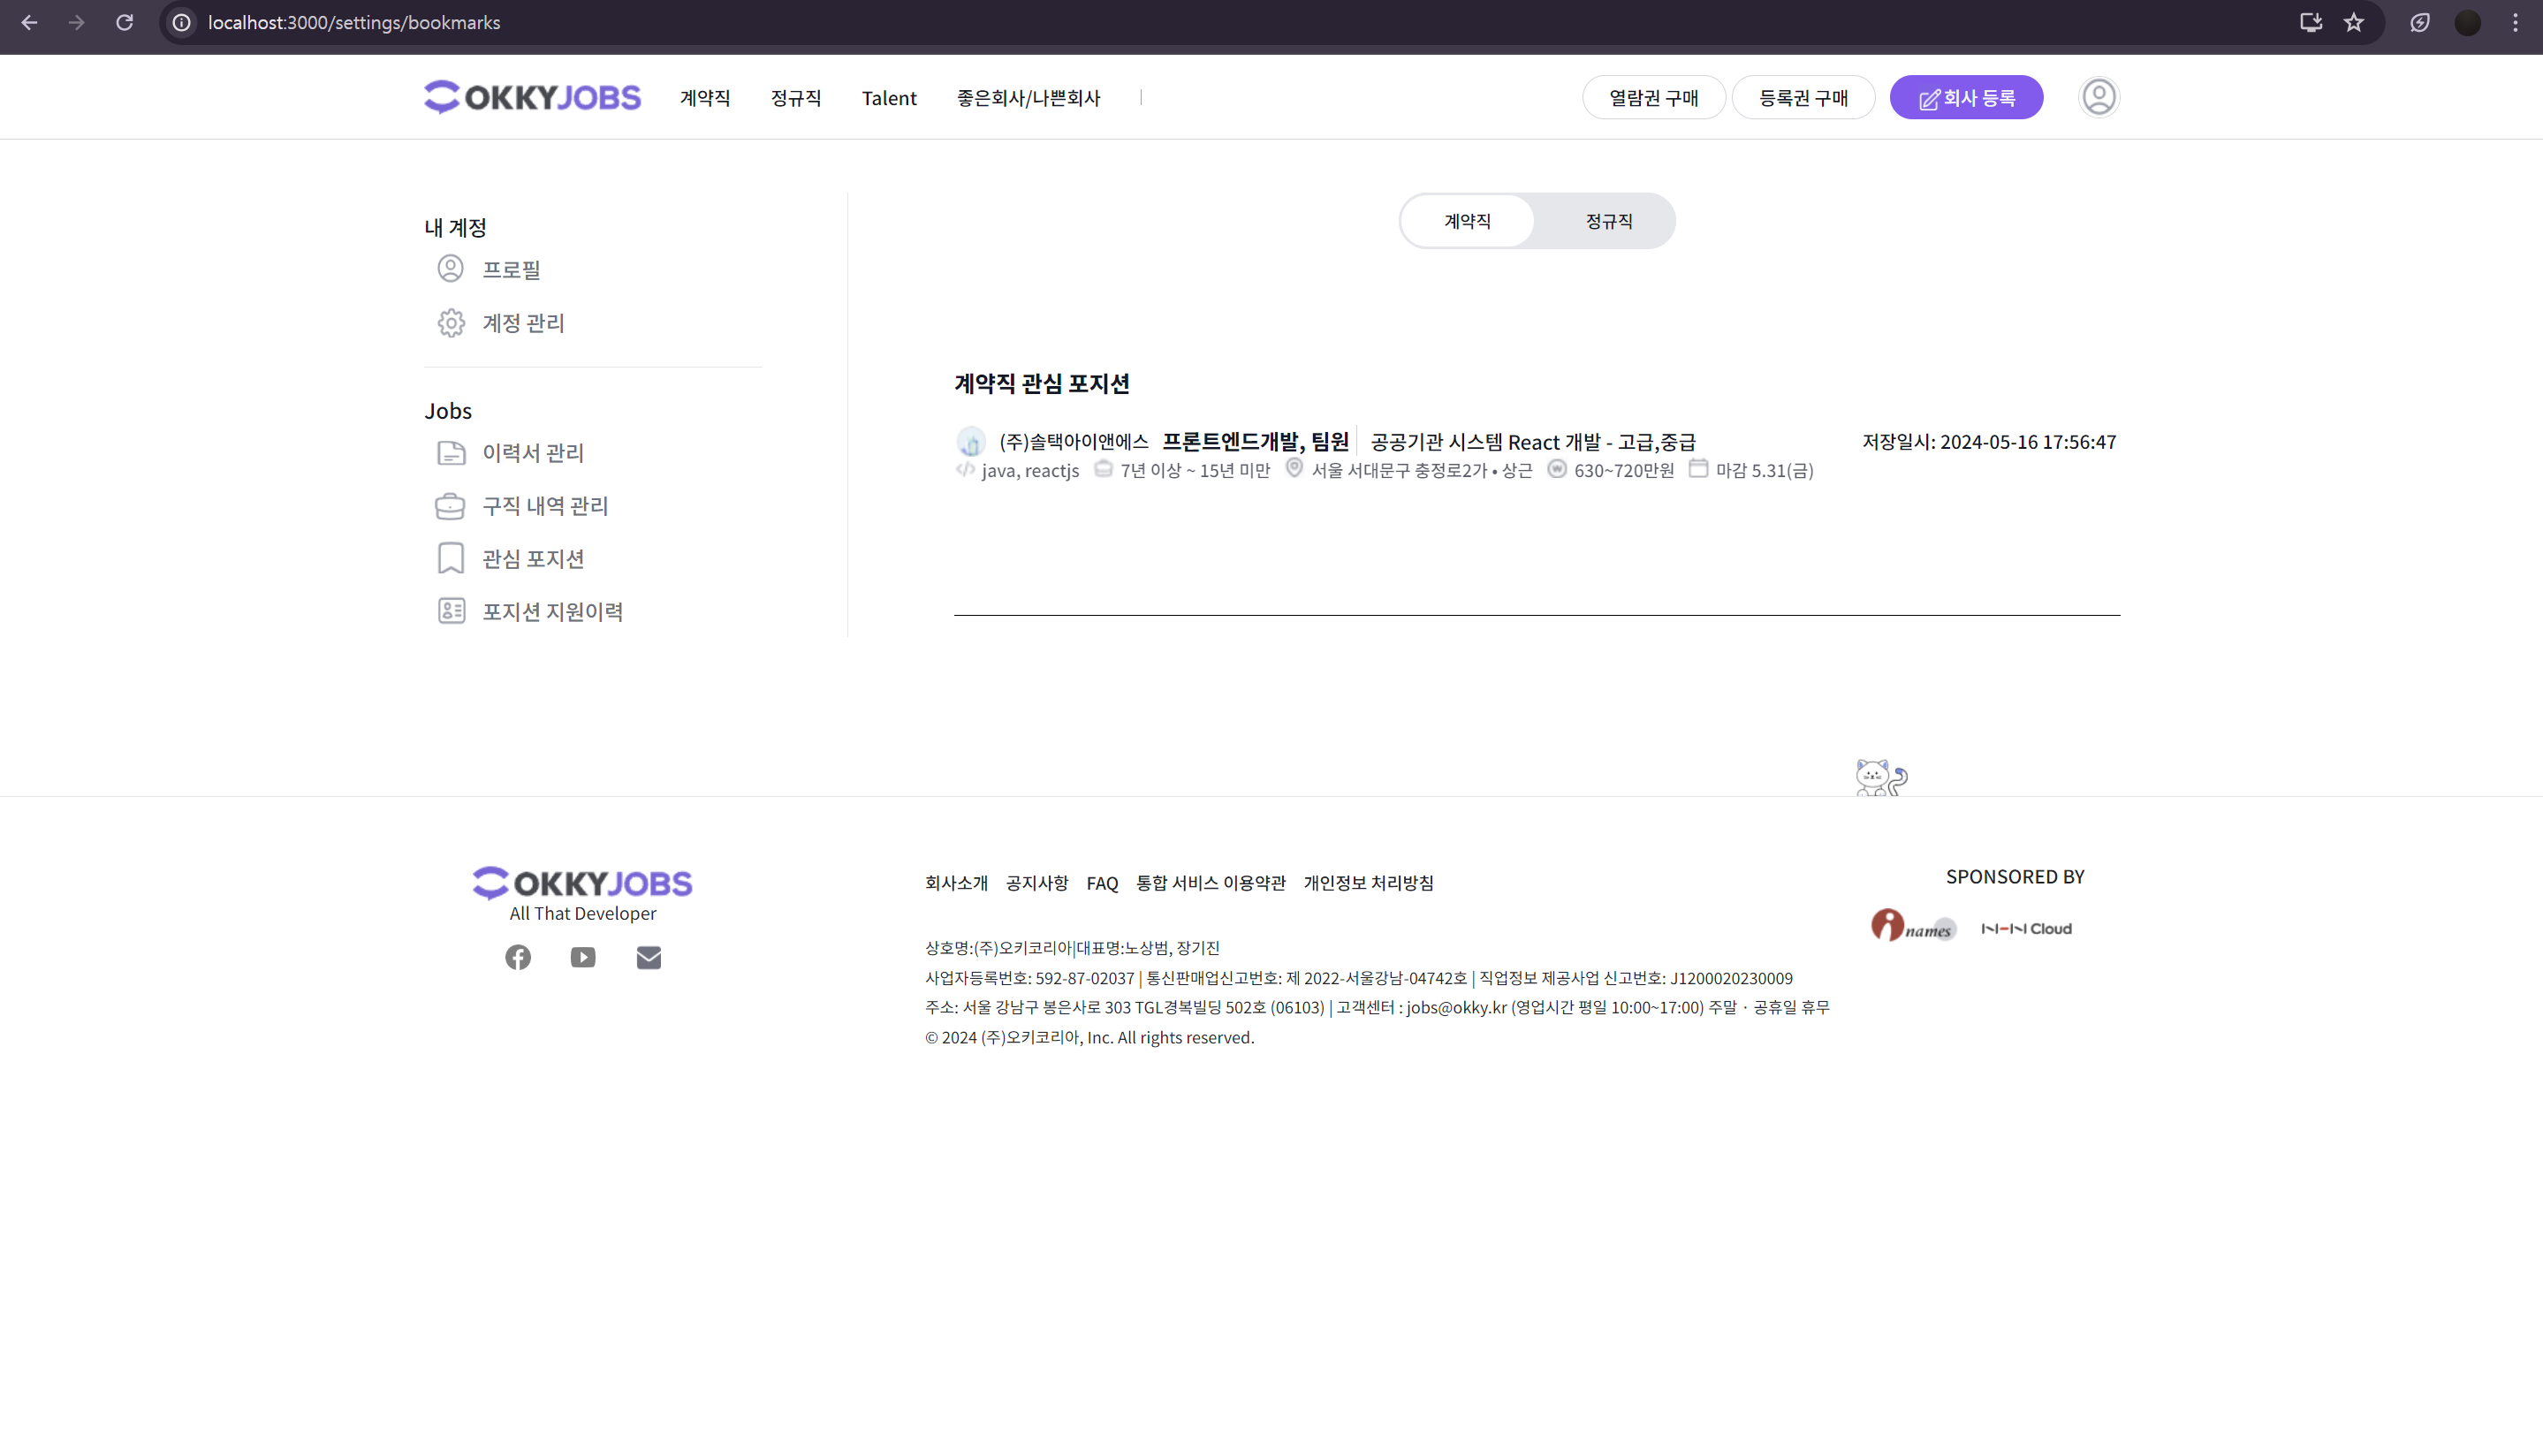 localhost:3000/settings/bookmarks
OKKYJOBS 계약직 정규직 Talent 좋은회사/나쁜회사 | 열람권 구매 등록권 구매 회사 등록
내 계정
프로필
계정 관리
Jobs
이력서 관리
구직 내역 관리
관심 포지션
포지션 지원이력
계약직 정규직
계약직 관심 포지션
(주)솔택아이앤에스 프론트엔드개발, 팀원 공공기관 시스템 React 개발 - 고급,중급 저장일시: 2024-05-16 17:56:47
java, reactjs 7년 이상 ~ 15년 미만 서울 서대문구 충정로2가 • 상근 630~720만원 마감 5.31(금)
OKKYJOBS
All That Developer
회사소개 공지사항 FAQ 통합 서비스 이용약관 개인정보 처리방침
상호명:(주)오키코리아|대표명:노상범, 장기진
사업자등록번호: 592-87-02037 | 통신판매업신고번호: 제 2022-서울강남-04742호 | 직업정보 제공사업 신고번호: J1200020230009
주소: 서울 강남구 봉은사로 303 TGL경복빌딩 502호 (06103) | 고객센터 : jobs@okky.kr (영업시간 평일 10:00~17:00) 주말 · 공휴일 휴무
© 2024 (주)오키코리아, Inc. All rights reserved.
SPONSORED BY
inames NHN Cloud